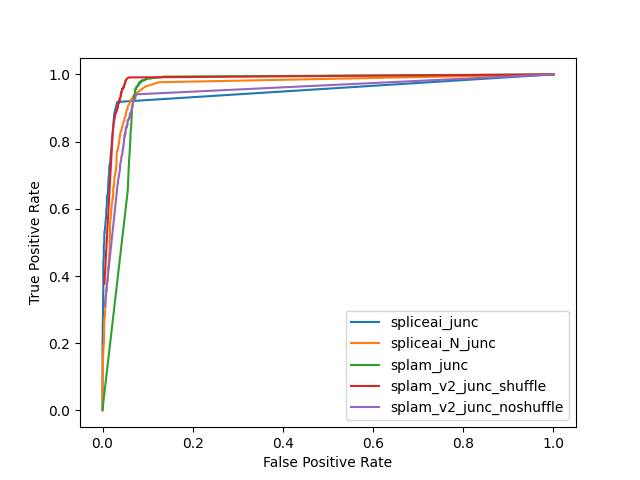 1.0
0.8
0.6
0.4
0.2
0.0
True Positive Rate
0.0 0.2 0.4 0.6 0.8 1.0
False Positive Rate
spliceai_junc
spliceai_N_junc
splam_junc
splam_v2_junc_shuffle
splam_v2_junc_noshuffle